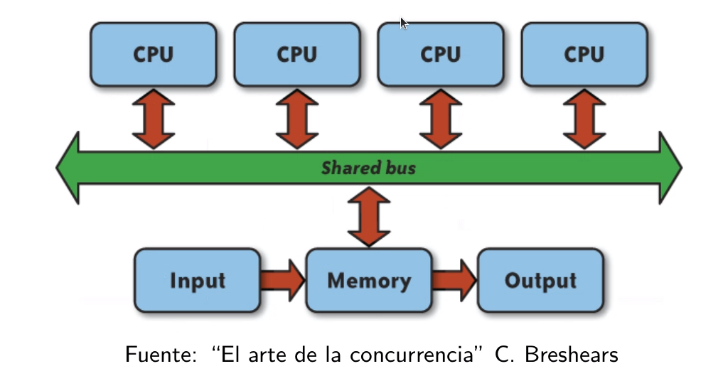 CPU CPU CPU CPU
Shared bus
Input Memory Output
Fuente: “El arte de la concurrencia” C. Breshears